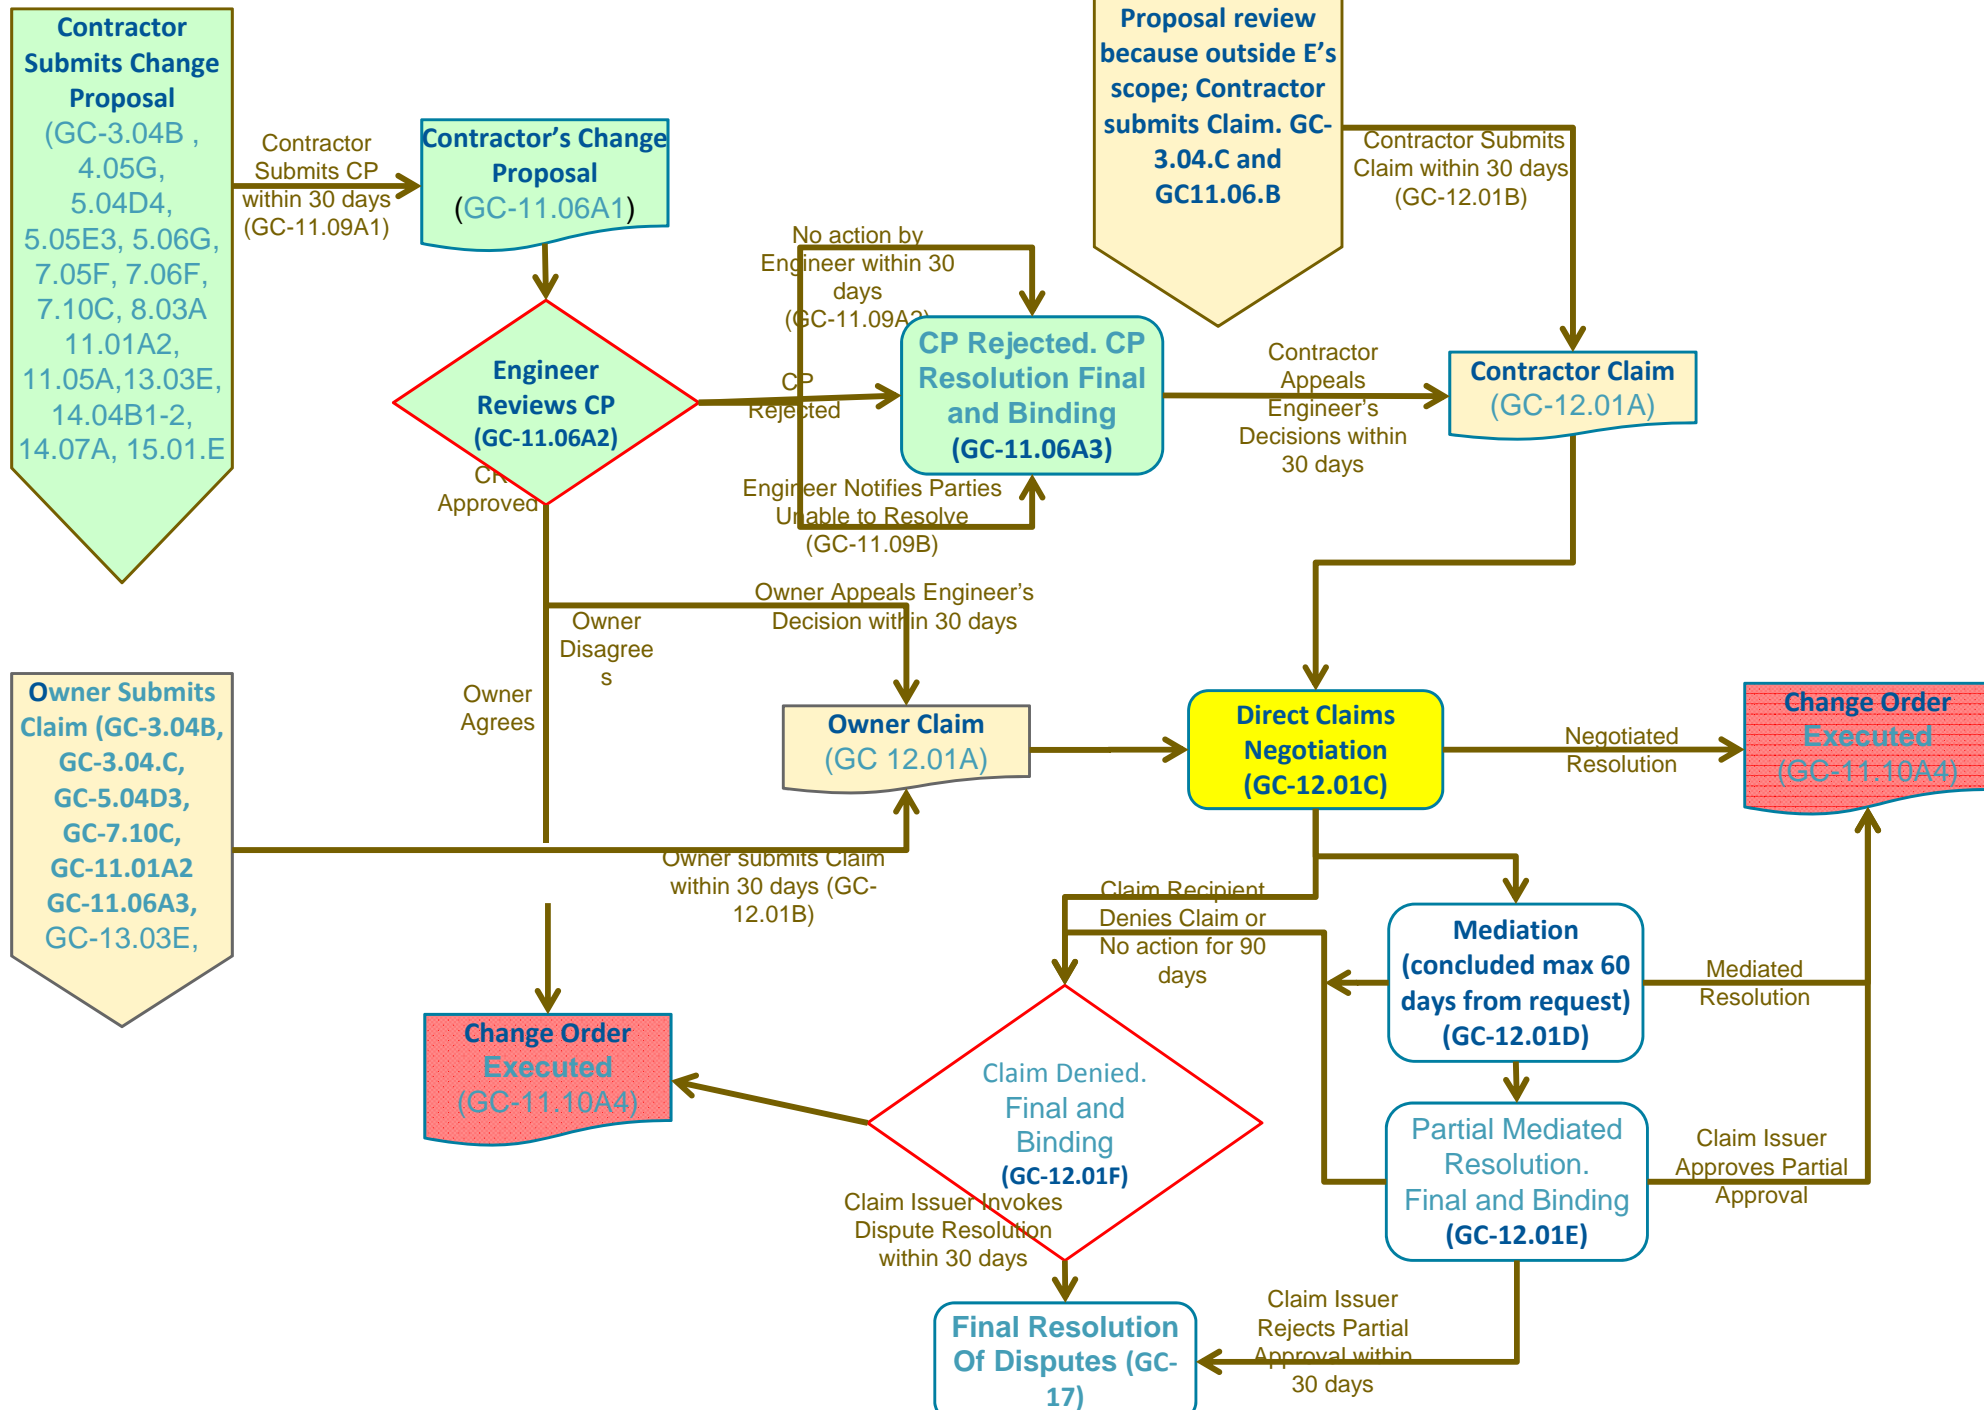 Contractor
Submits Change
Proposal
(GC-3.04B ,
4.05G,
5.04D4,
5.05E3, 5.06G,
7.05F, 7.06F,
7.10C, 8.03A
11.01A2,
11.05A,13.03E,
14.04B1-2,
14.07A, 15.01.E
Contractor
Submits CP
within 30 days
(GC-11.09A1)
Contractor's Change
Proposal
(GC-11.06A1)
Proposal review
because outside E's
scope; Contractor
submits Claim. GC-
3.04.C and
GC11.06.B
Contractor Submits
Claim within 30 days
(GC-12.01B)
No action by
Engineer within 30
days
(GC-11.09A2)
Engineer
Reviews CP
(GC-11.06A2)
CP
Rejected
CP Rejected. CP
Resolution Final
and Binding
(GC-11.06A3)
Contractor
Appeals
Engineer's
Decisions within
30 days
Contractor Claim
(GC-12.01A)
Approved
Engineer Notifies Parties
Unable to Resolve
(GC-11.09B)
Owner Appeals Engineer's
Decision within 30 days
Owner
Disagree
s
Owner
Agrees
Owner Submits
Claim (GC-3.04B,
GC-3.04.C,
GC-5.04D3,
GC-7.10C,
GC-11.01A2
GC-11.06A3,
GC-13.03E,
Owner Claim
(GC 12.01A)
Direct Claims
Negotiation
(GC-12.01C)
Negotiated
Resolution
Change Order
Executed
(GC-11.10A4)
Owner submits Claim
within 30 days (GC-
12.01B)
Claim Recipient
Denies Claim or
No action for 90
days
Mediation
(concluded max 60
days from request)
(GC-12.01D)
Mediated
Resolution
Change Order
Executed
(GC-11.10A4)
Claim Denied.
Final and
Binding
(GC-12.01F)
Partial Mediated
Resolution.
Final and Binding
(GC-12.01E)
Claim Issuer
Approves Partial
Approval
Claim Issuer Invokes
Dispute Resolution
within 30 days
Final Resolution
Of Disputes (GC-
17)
Claim Issuer
Rejects Partial
Approval within
30 days